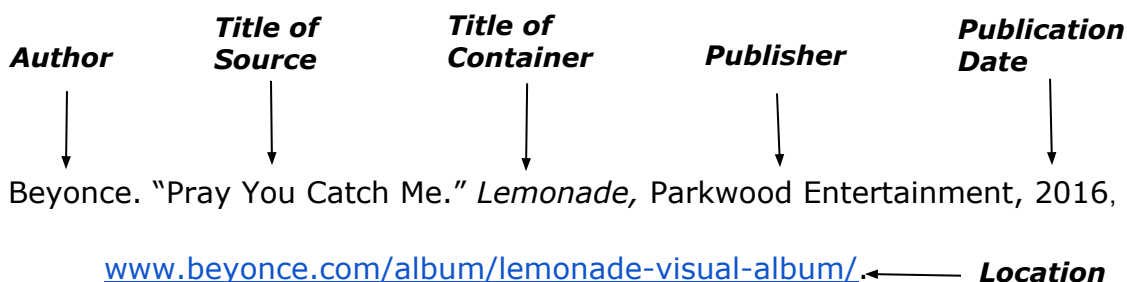 Author Title of Source Title of Container Publisher Publication Date
Beyonce. “Pray You Catch Me.” Lemonade, Parkwood Entertainment, 2016,
www.beyonce.com/album/lemonade-visual-album/. Location